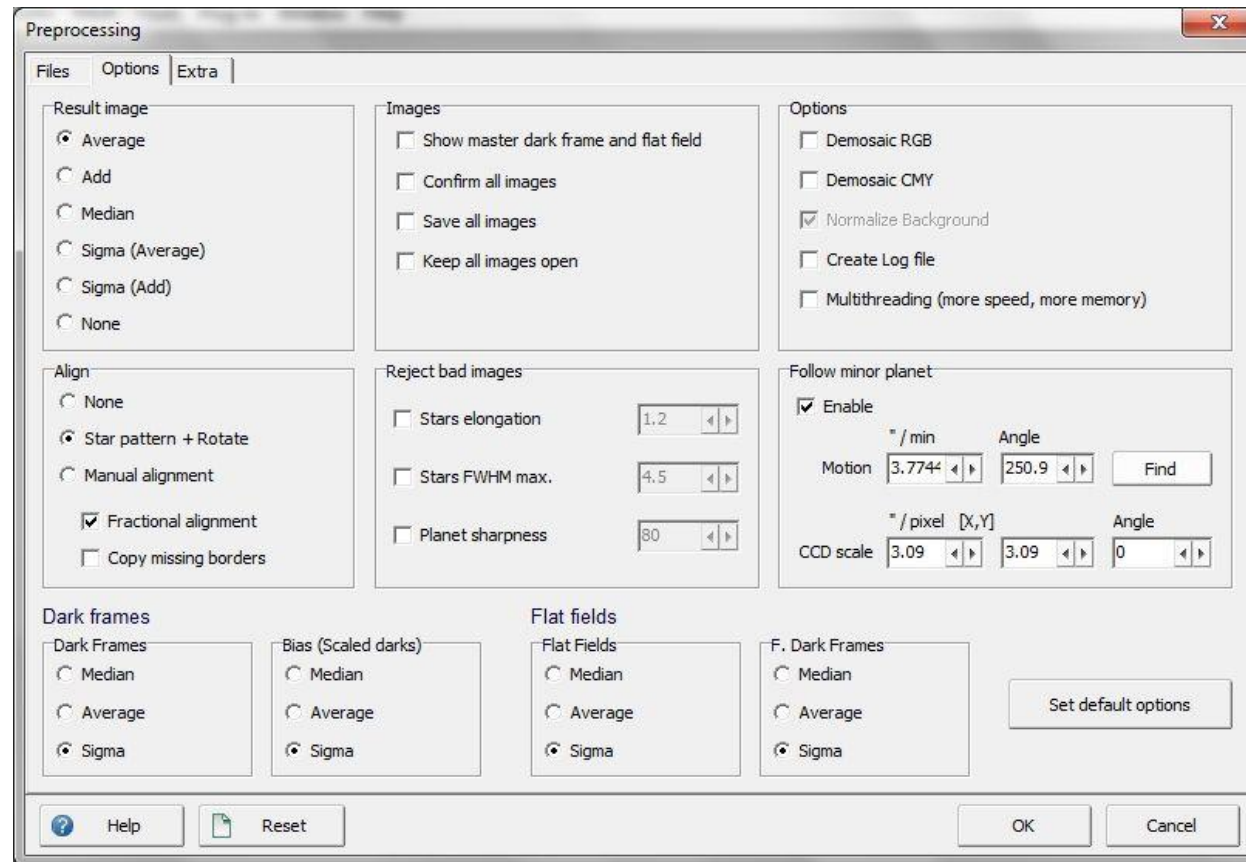 Preprocessing
Files Options Extra
Result image
Average
Add
Median
Sigma (Average)
Sigma (Add)
None
Images
Show master dark frame and flat field
Confirm all images
Save all images
Keep all images open
Options
Demosaic RGB
Demosaic CMY
Normalize Background
Create Log file
Multithreading (more speed, more memory)
Align
None
Star pattern + Rotate
Manual alignment
Fractional alignment
Copy missing borders
Reject bad images
Stars elongation 1.2
Stars FWHM max. 4.5
Planet sharpness 80
Follow minor planet
Enable
" / min Angle
Motion 3.7744 250.9 Find
" / pixel [X,Y] Angle
CCD scale 3.09 3.09 0
Dark frames
Dark Frames
Median
Average
Sigma
Bias (Scaled darks)
Median
Average
Sigma
Flat fields
Flat Fields
Median
Average
Sigma
F. Dark Frames
Median
Average
Sigma
Set default options
Help Reset OK Cancel